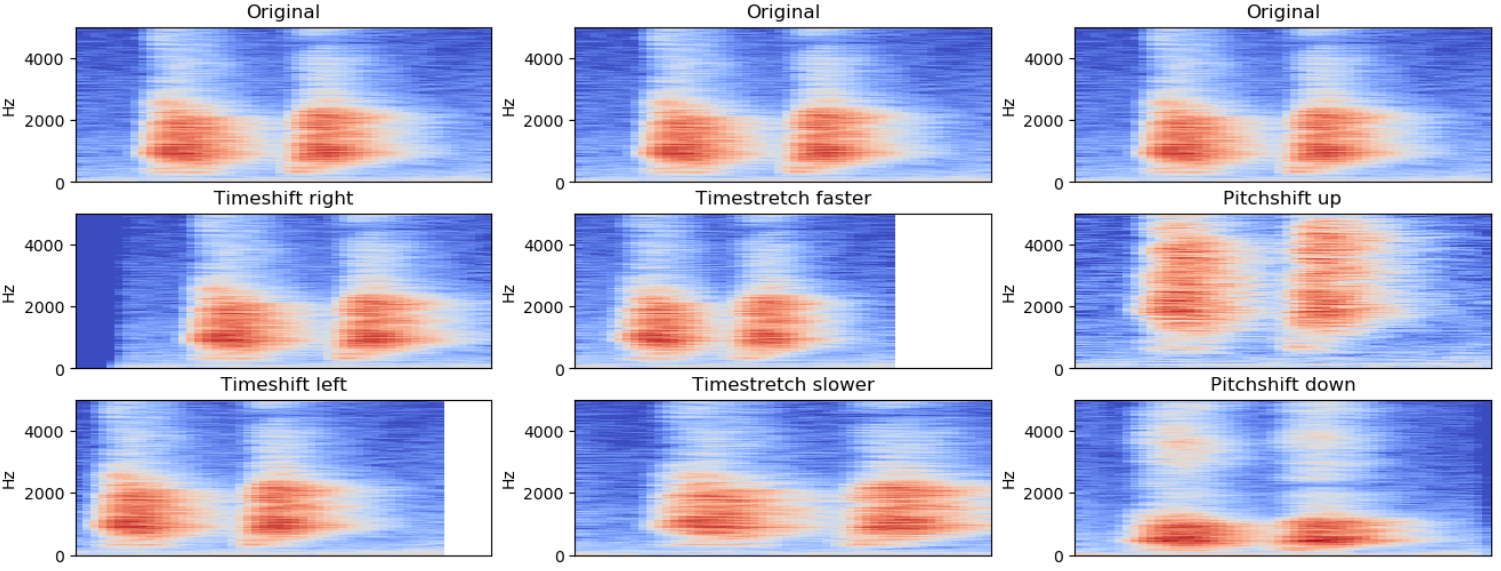 Original
Original
Original
Hz
4000
2000
0
Hz
4000
2000
0
Hz
4000
2000
0
Timeshift right
Timestretch faster
Pitchshift up
Hz
4000
2000
0
Hz
4000
2000
0
Hz
4000
2000
0
Timeshift left
Timestretch slower
Pitchshift down
Hz
4000
2000
0
Hz
4000
2000
0
Hz
4000
2000
0